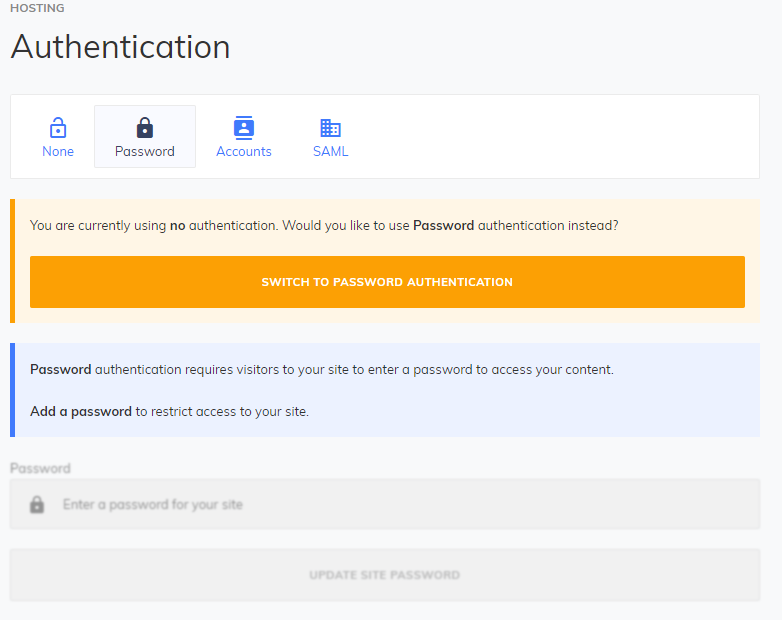 HOSTING
Authentication
None
Password
Accounts
SAML
You are currently using no authentication. Would you like to use Password authentication instead?
SWITCH TO PASSWORD AUTHENTICATION
Password authentication requires visitors to your site to enter a password to access your content.
Add a password to restrict access to your site.
Password
Enter a password for your site
UPDATE SITE PASSWORD